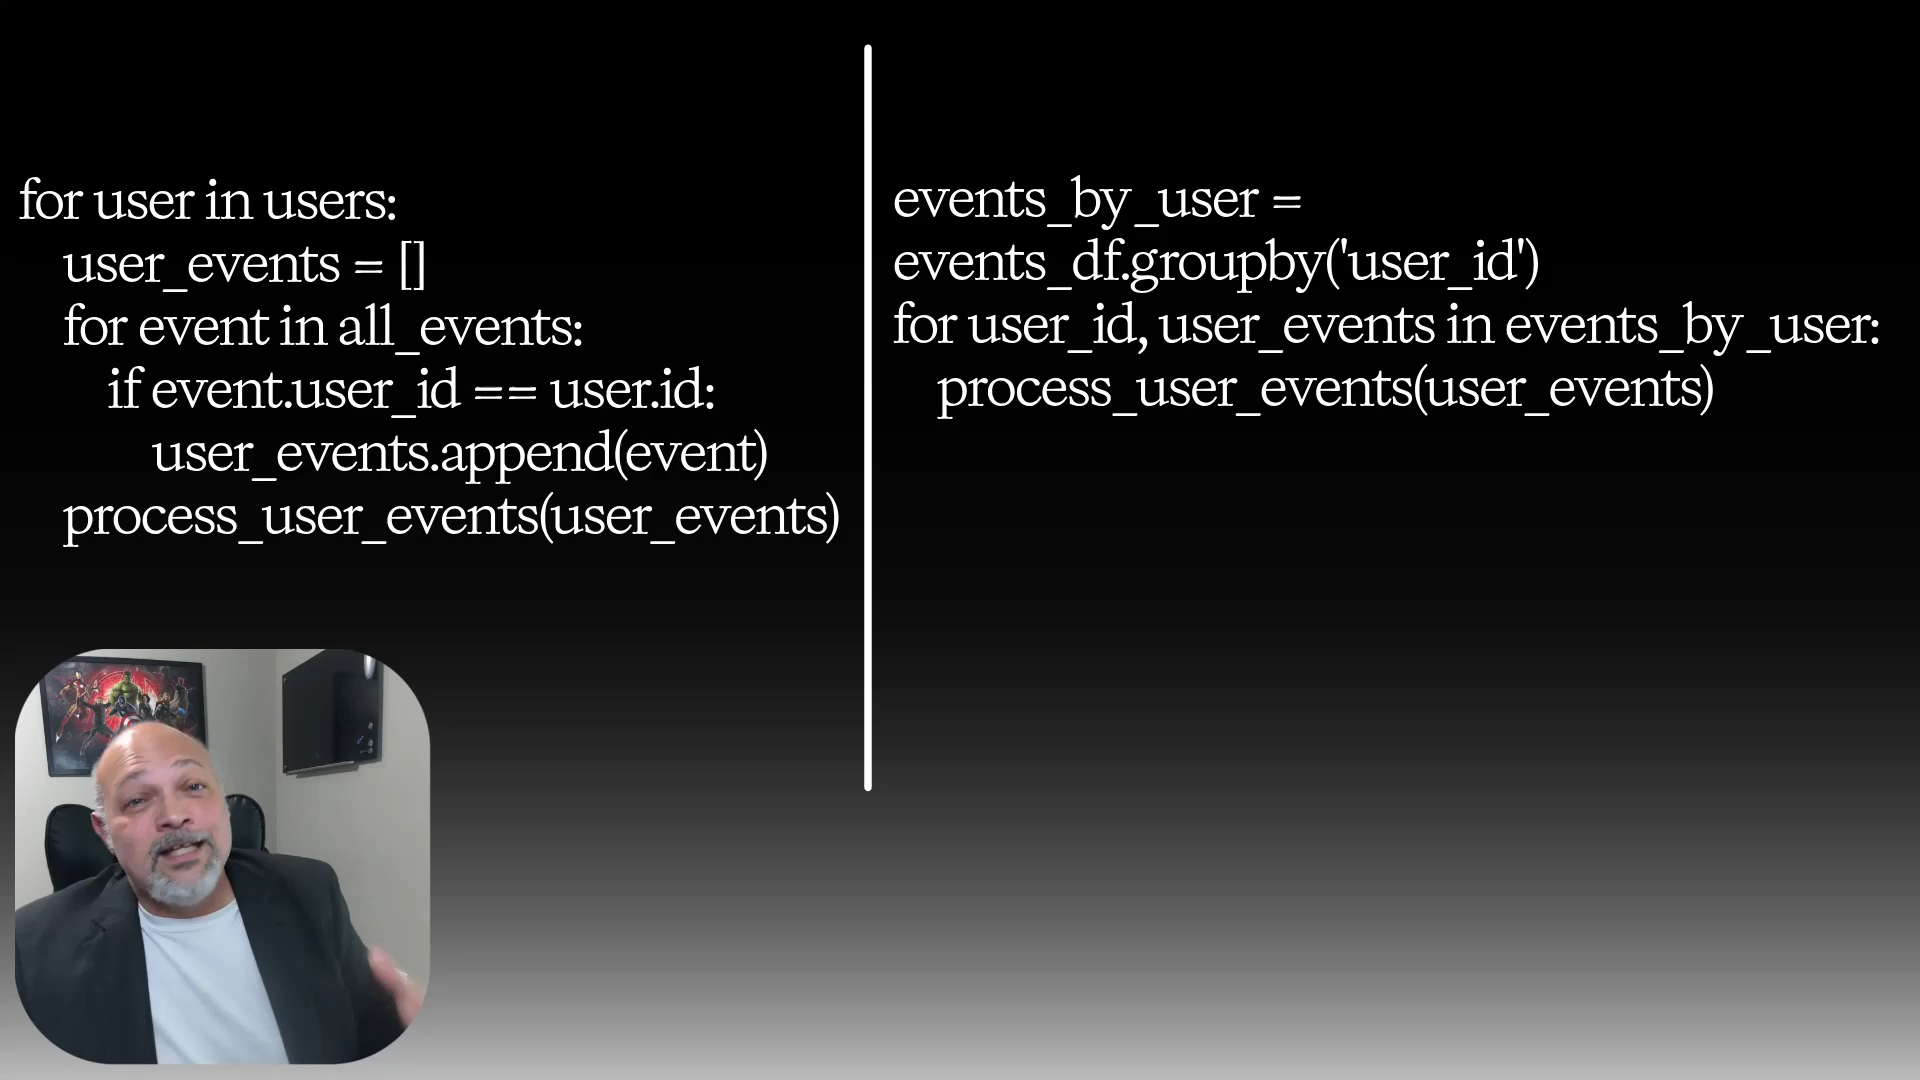 for user in users:
    user_events = []
    for event in all_events:
        if event.user_id == user.id:
            user_events.append(event)
    process_user_events(user_events)
events_by_user =
events_df.groupby('user_id')
for user_id, user_events in events_by_user:
    process_user_events(user_events)